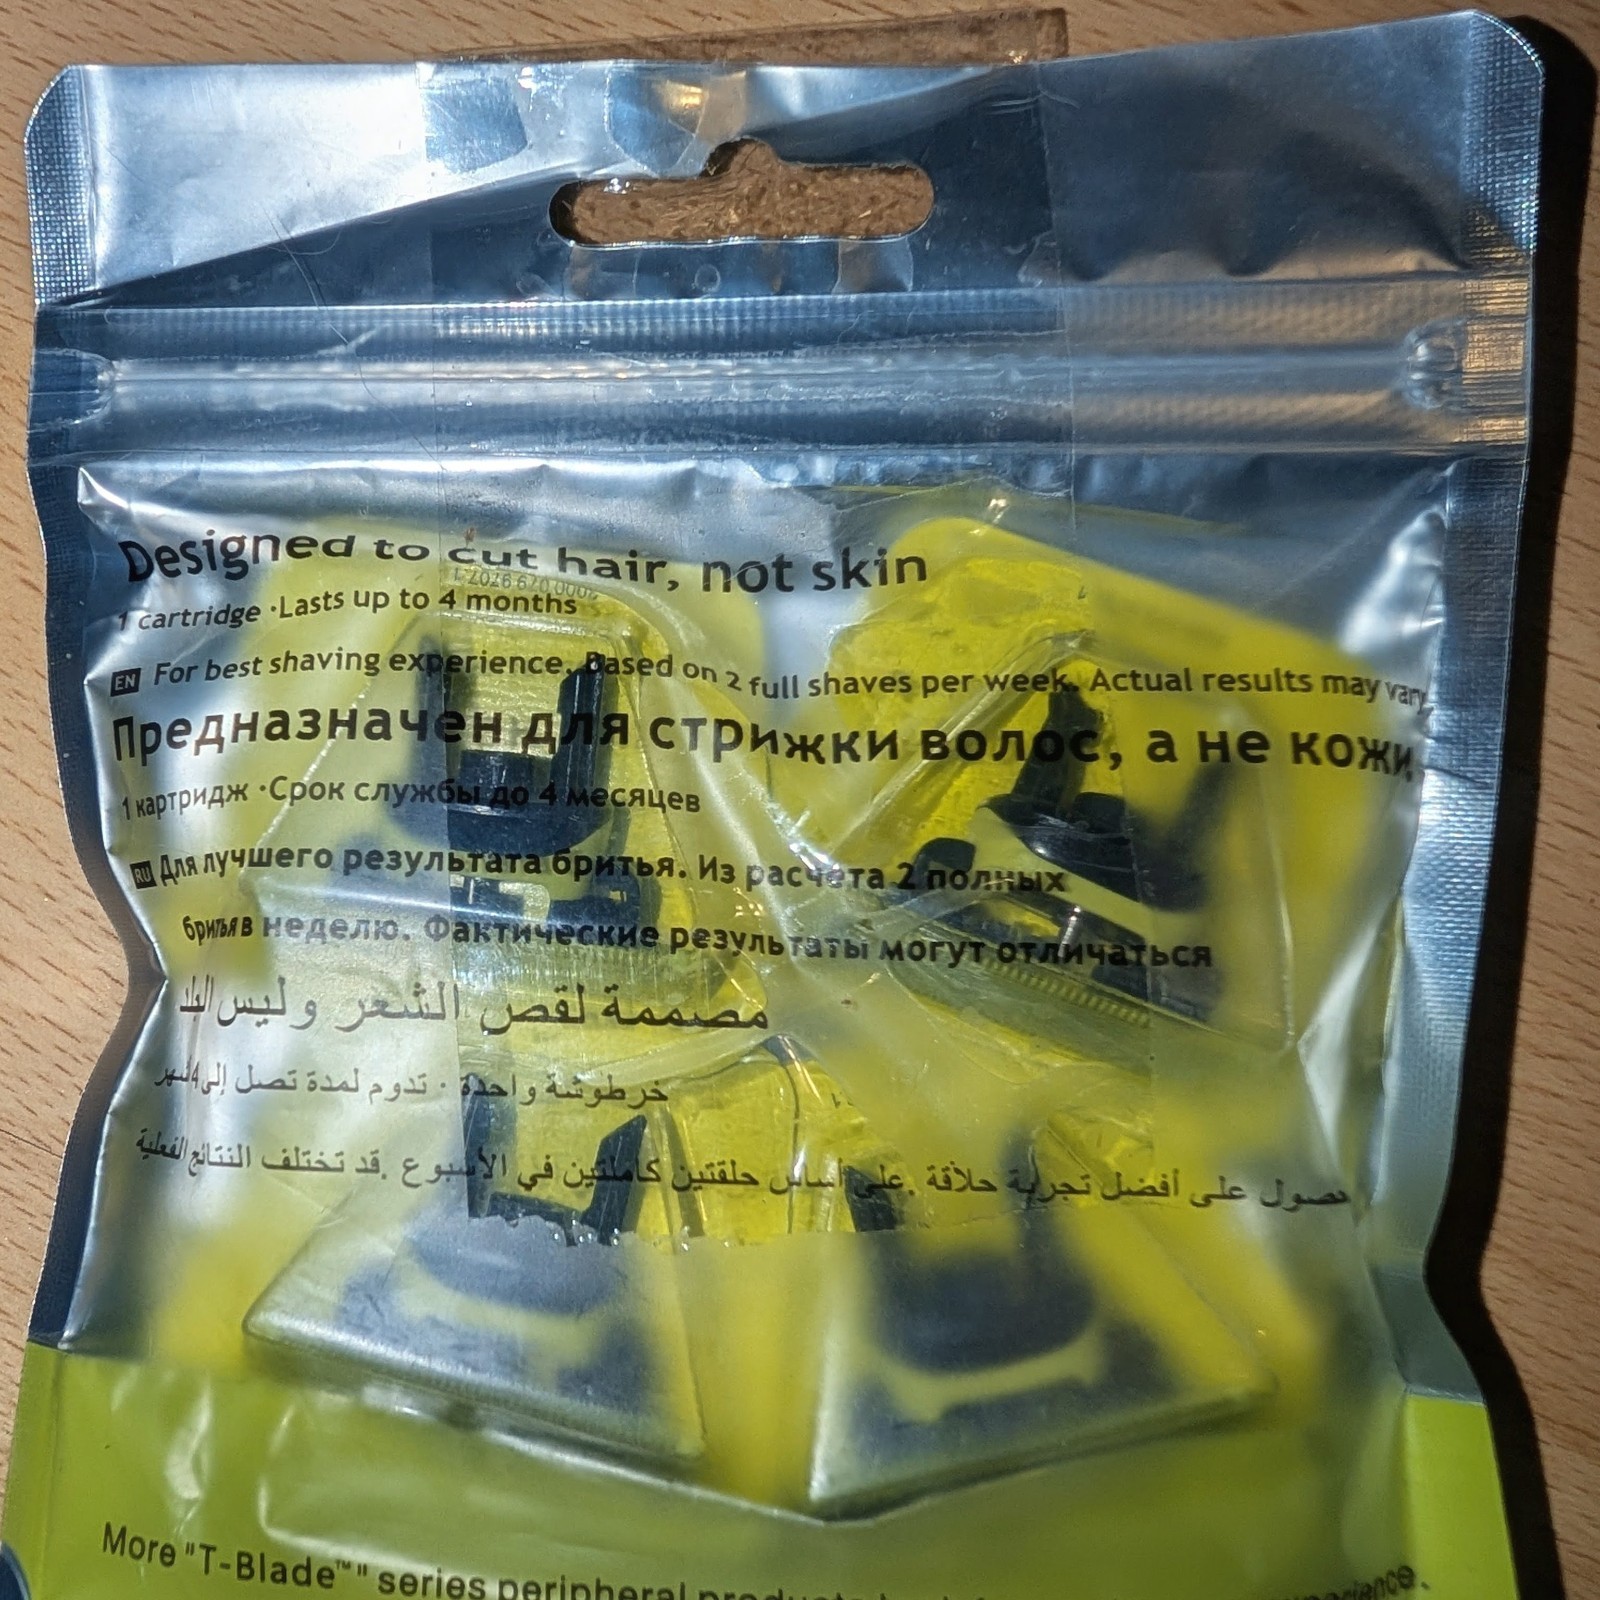 Designed to cut hair, not skin
1 cartridge ·Lasts up to 4 months
EN For best shaving experience. Based on 2 full shaves per week. Actual results may vary.
Предназначен для стрижки волос, а не кожи.
1 картридж ·Срок службы до 4 месяцев
RU Для лучшего результата бритья. Из расчета 2 полных
бритья в неделю. Фактические результаты могут отличаться
مصممة لقص الشعر وليس
خرطوشة واحدة · تدوم لمدة تصل إلى 4
على أفضل تجربة حلاقة .على أساس حلقتين كاملتين في الأسبوع .قد تختلف النتائج الفعلية
More "T-Blade™" series peripheral products